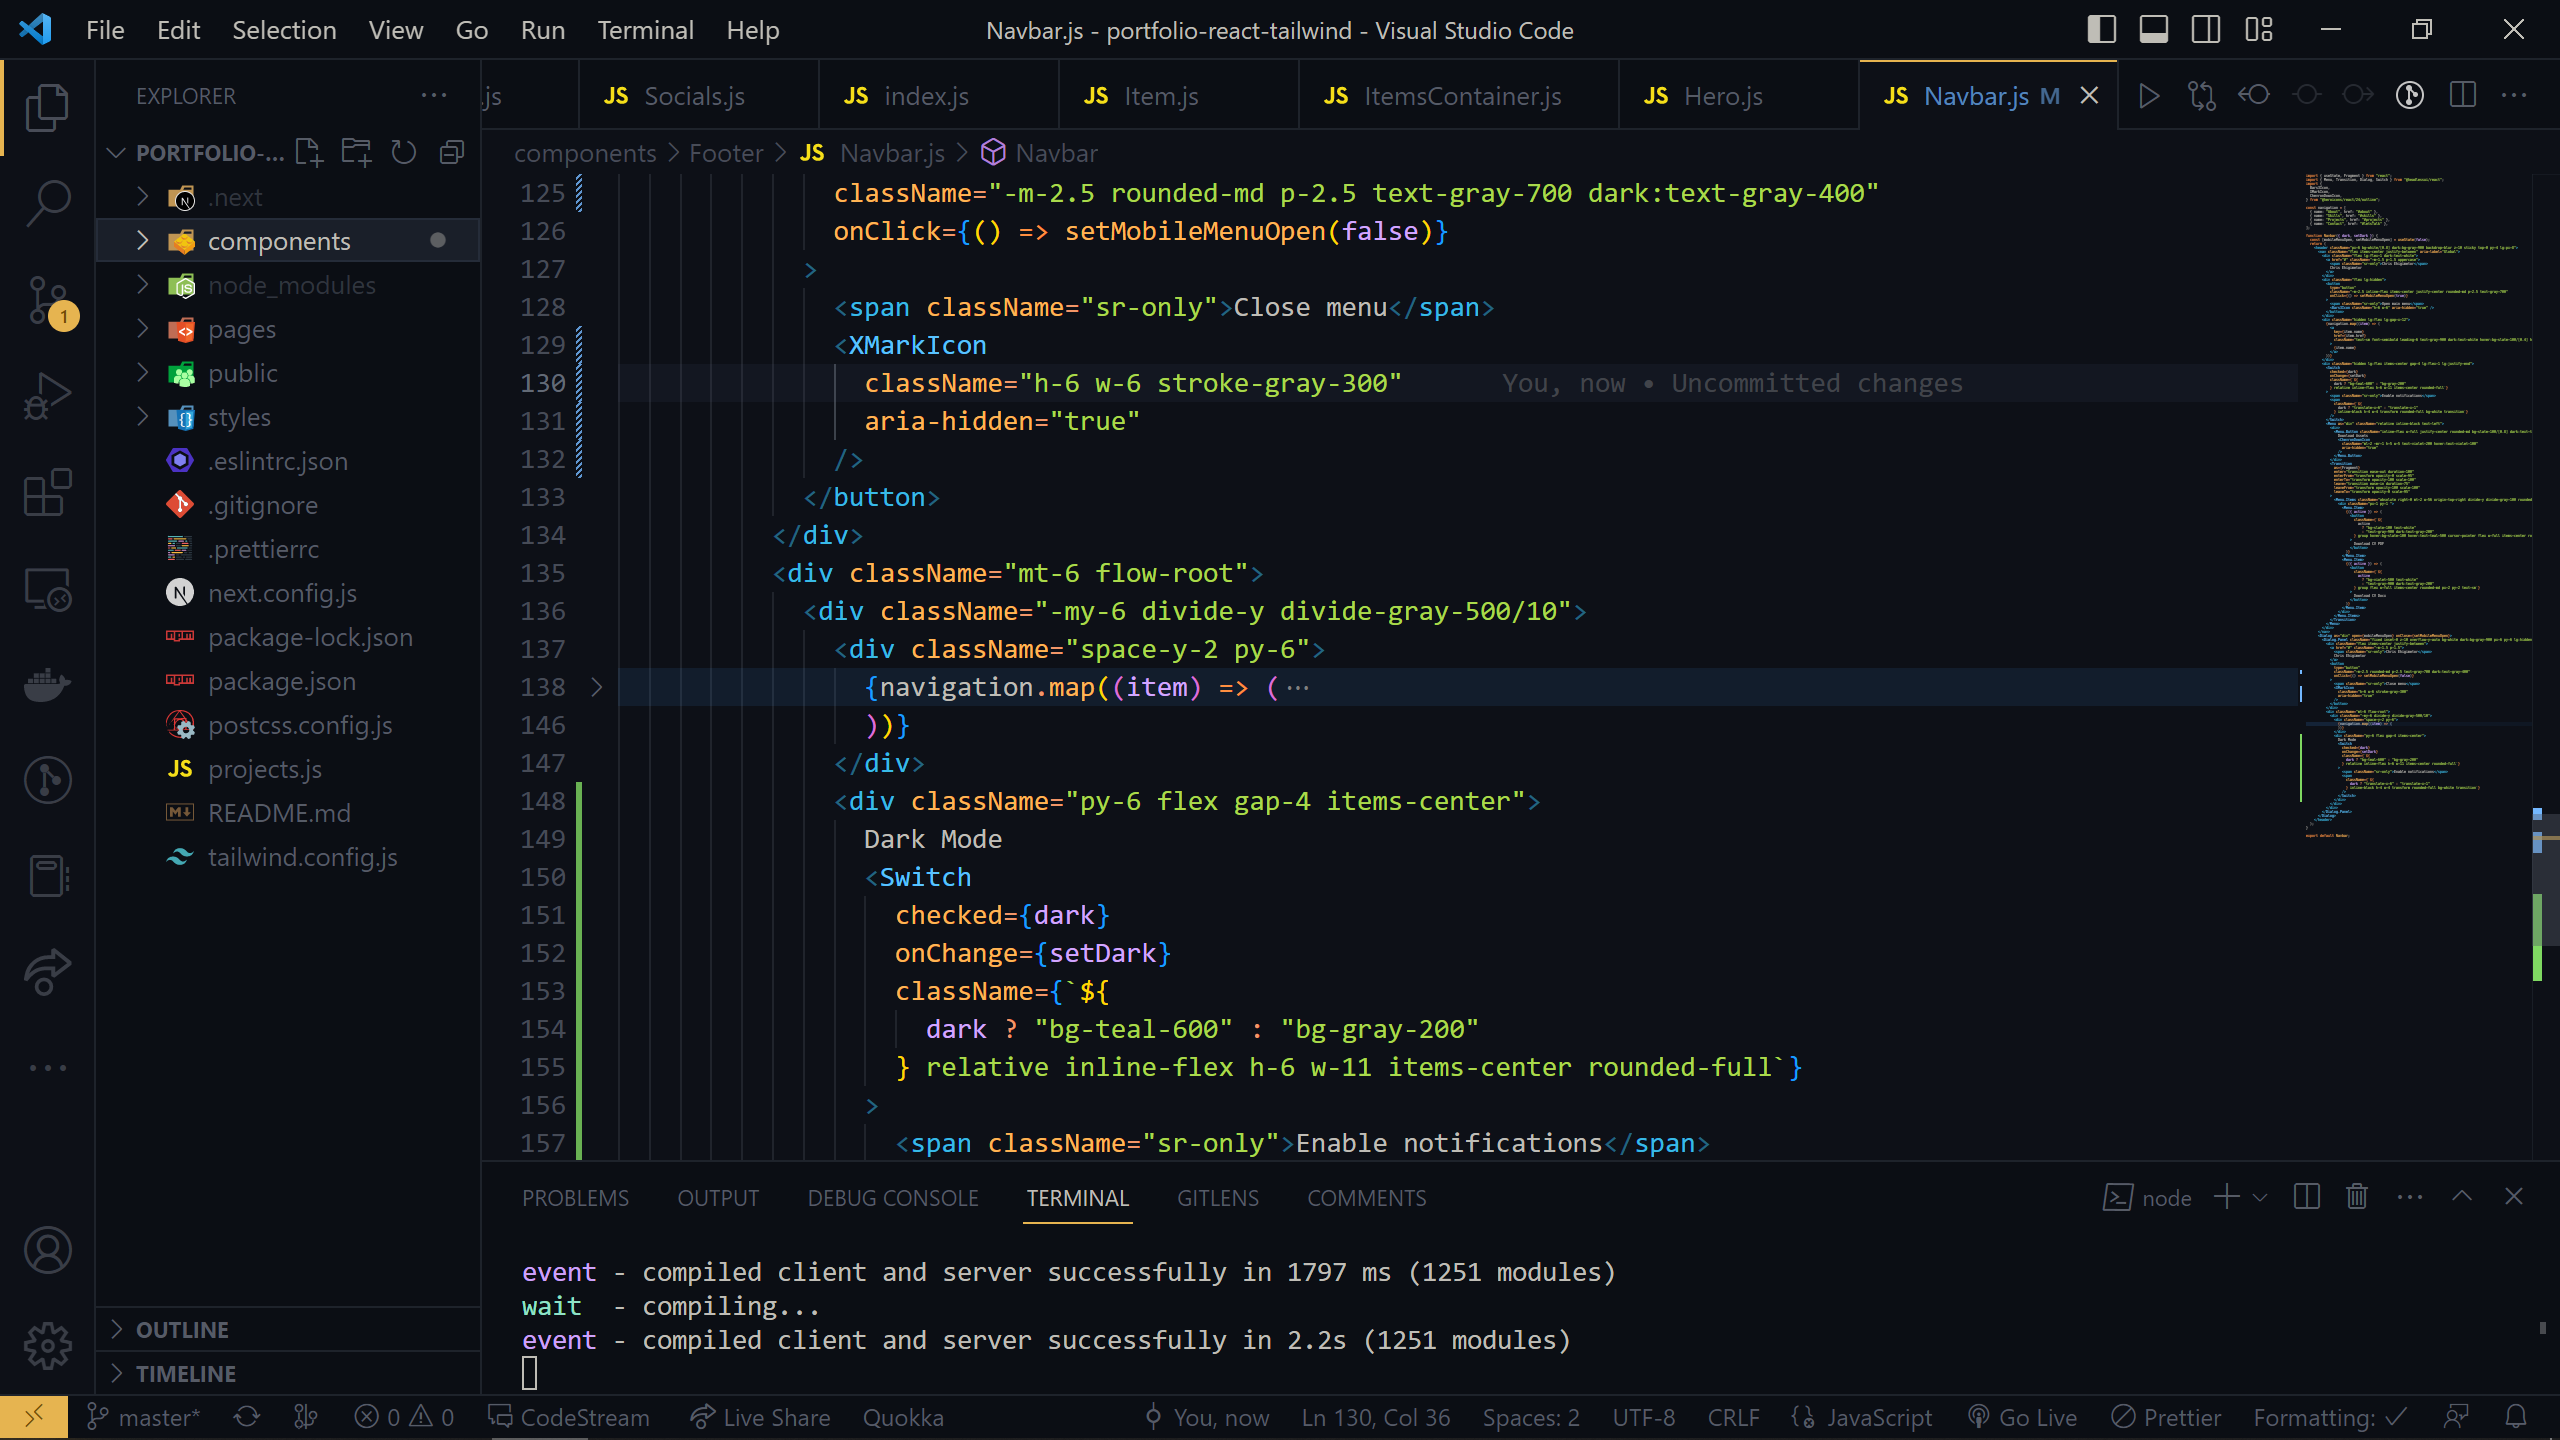 File Edit Selection View Go Run Terminal Help
Navbar.js - portfolio-react-tailwind - Visual Studio Code
EXPLORER
PORTFOLIO-...
.next
components
node_modules
pages
public
styles
.eslintrc.json
.gitignore
.prettierrc
next.config.js
package-lock.json
package.json
postcss.config.js
JS projects.js
README.md
tailwind.config.js
OUTLINE
TIMELINE
1
.js
JS Socials.js
JS index.js
JS Item.js
JS ItemsContainer.js
JS Hero.js
JS Navbar.js M
components > Footer > JS Navbar.js > Navbar
125 className="-m-2.5 rounded-md p-2.5 text-gray-700 dark:text-gray-400"
126 onClick={() => setMobileMenuOpen(false)}
127 >
128 <span className="sr-only">Close menu</span>
129 <XMarkIcon
130 className="h-6 w-6 stroke-gray-300" You, now • Uncommitted changes
131 aria-hidden="true"
132 />
133 </button>
134 </div>
135 <div className="mt-6 flow-root">
136 <div className="-my-6 divide-y divide-gray-500/10">
137 <div className="space-y-2 py-6">
138 {navigation.map((item) => (…
146 ))}
147 </div>
148 <div className="py-6 flex gap-4 items-center">
149 Dark Mode
150 <Switch
151 checked={dark}
152 onChange={setDark}
153 className={`${
154 dark ? "bg-teal-600" : "bg-gray-200"
155 } relative inline-flex h-6 w-11 items-center rounded-full`}
156 >
157 <span className="sr-only">Enable notifications</span>
PROBLEMS OUTPUT DEBUG CONSOLE TERMINAL GITLENS COMMENTS
node
event - compiled client and server successfully in 1797 ms (1251 modules)
wait - compiling...
event - compiled client and server successfully in 2.2s (1251 modules)
master* 0 0 CodeStream Live Share Quokka You, now Ln 130, Col 36 Spaces: 2 UTF-8 CRLF JavaScript Go Live Prettier Formatting: ✓